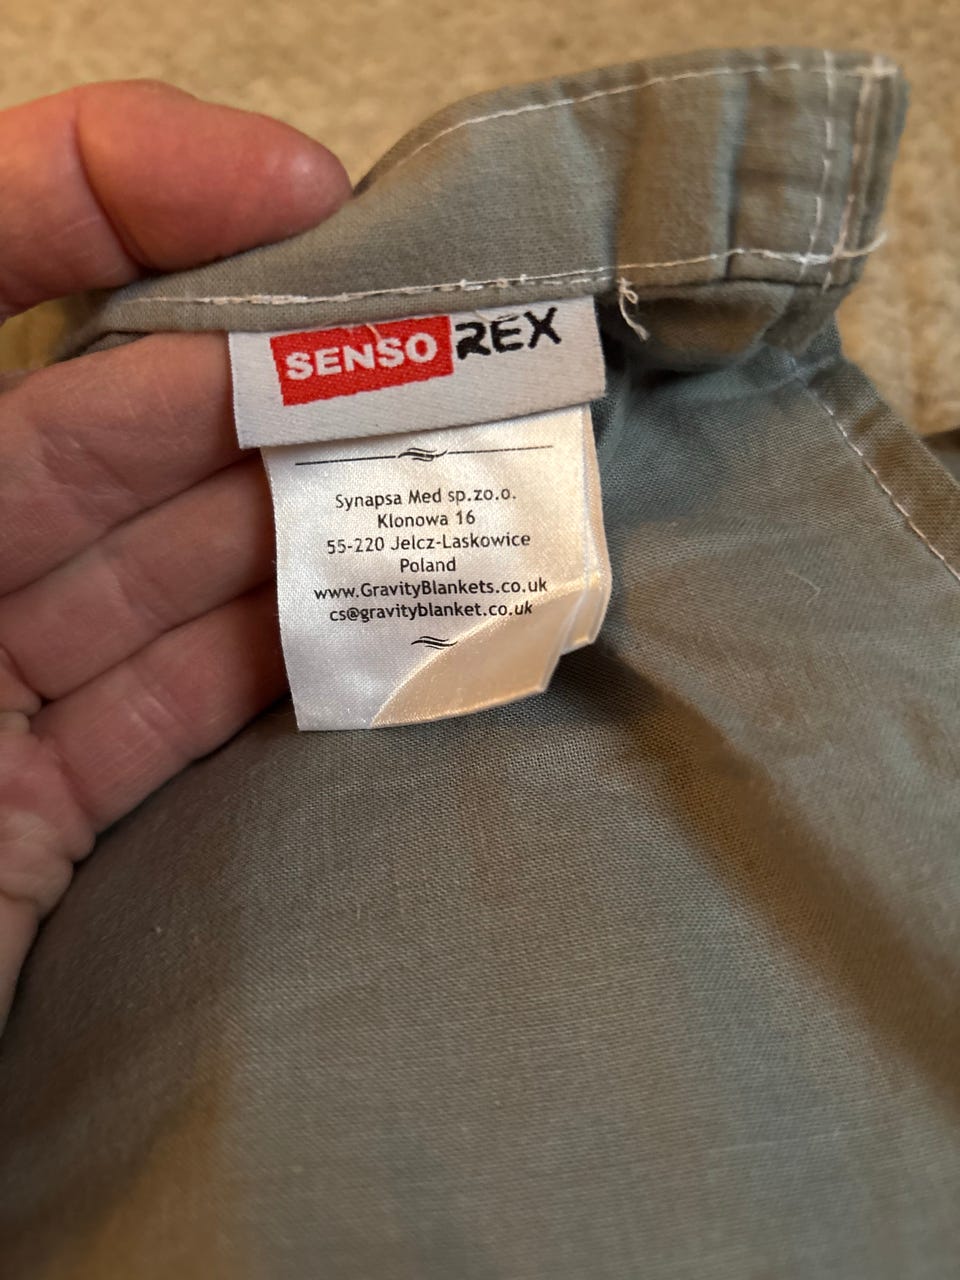 SENSO REX
Synapsa Med sp.zo.o.
Klonowa 16
55-220 Jelcz-Laskowice
Poland
www.GravityBlankets.co.uk
cs@gravityblanket.co.uk